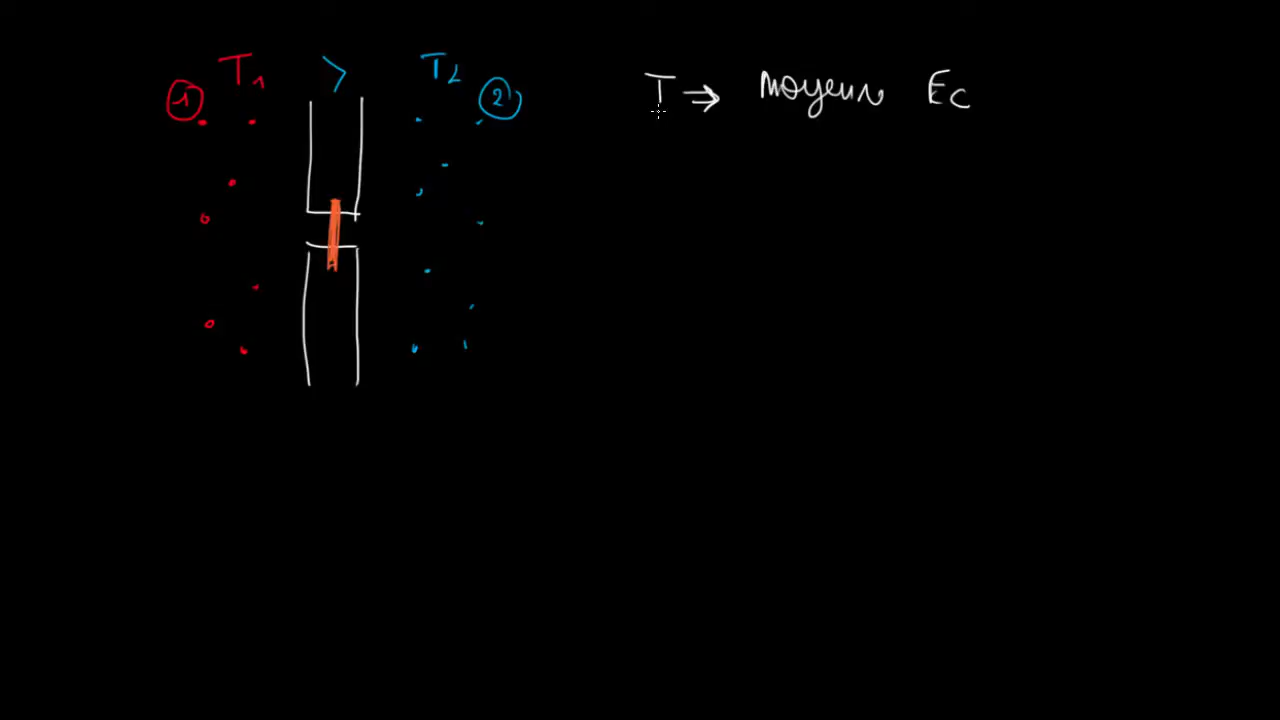 T₁ > T₂
① ②
T → moyenne Ec